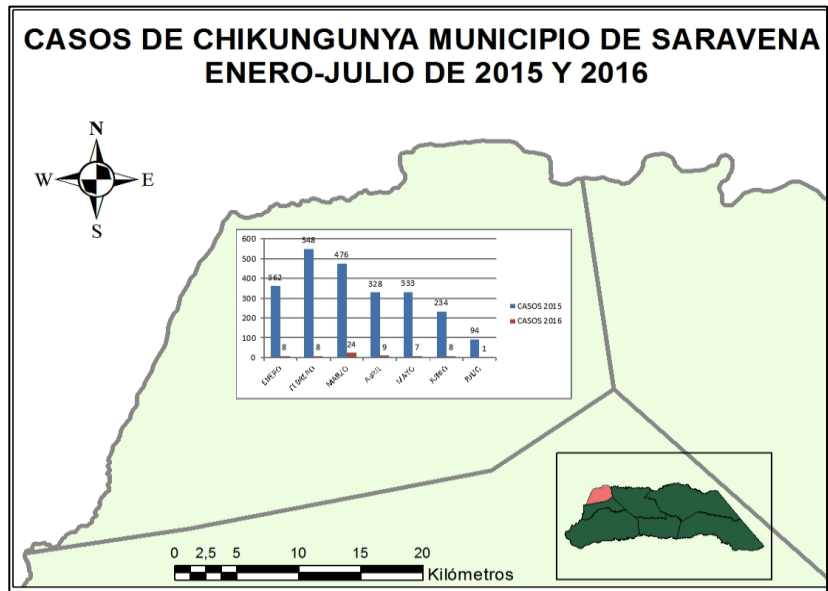 CASOS DE CHIKUNGUNYA MUNICIPIO DE SARAVENA
ENERO-JULIO DE 2015 Y 2016
N
W E
S
600
500
400
300
200
100
0
362 548 476 328 333 234 94
8 8 24 9 7 8 1
ENERO FEBRERO MARZO ABRIL MAYO JUNIO JULIO
CASOS 2015
CASOS 2016
0 2,5 5 10 15 20
Kilómetros